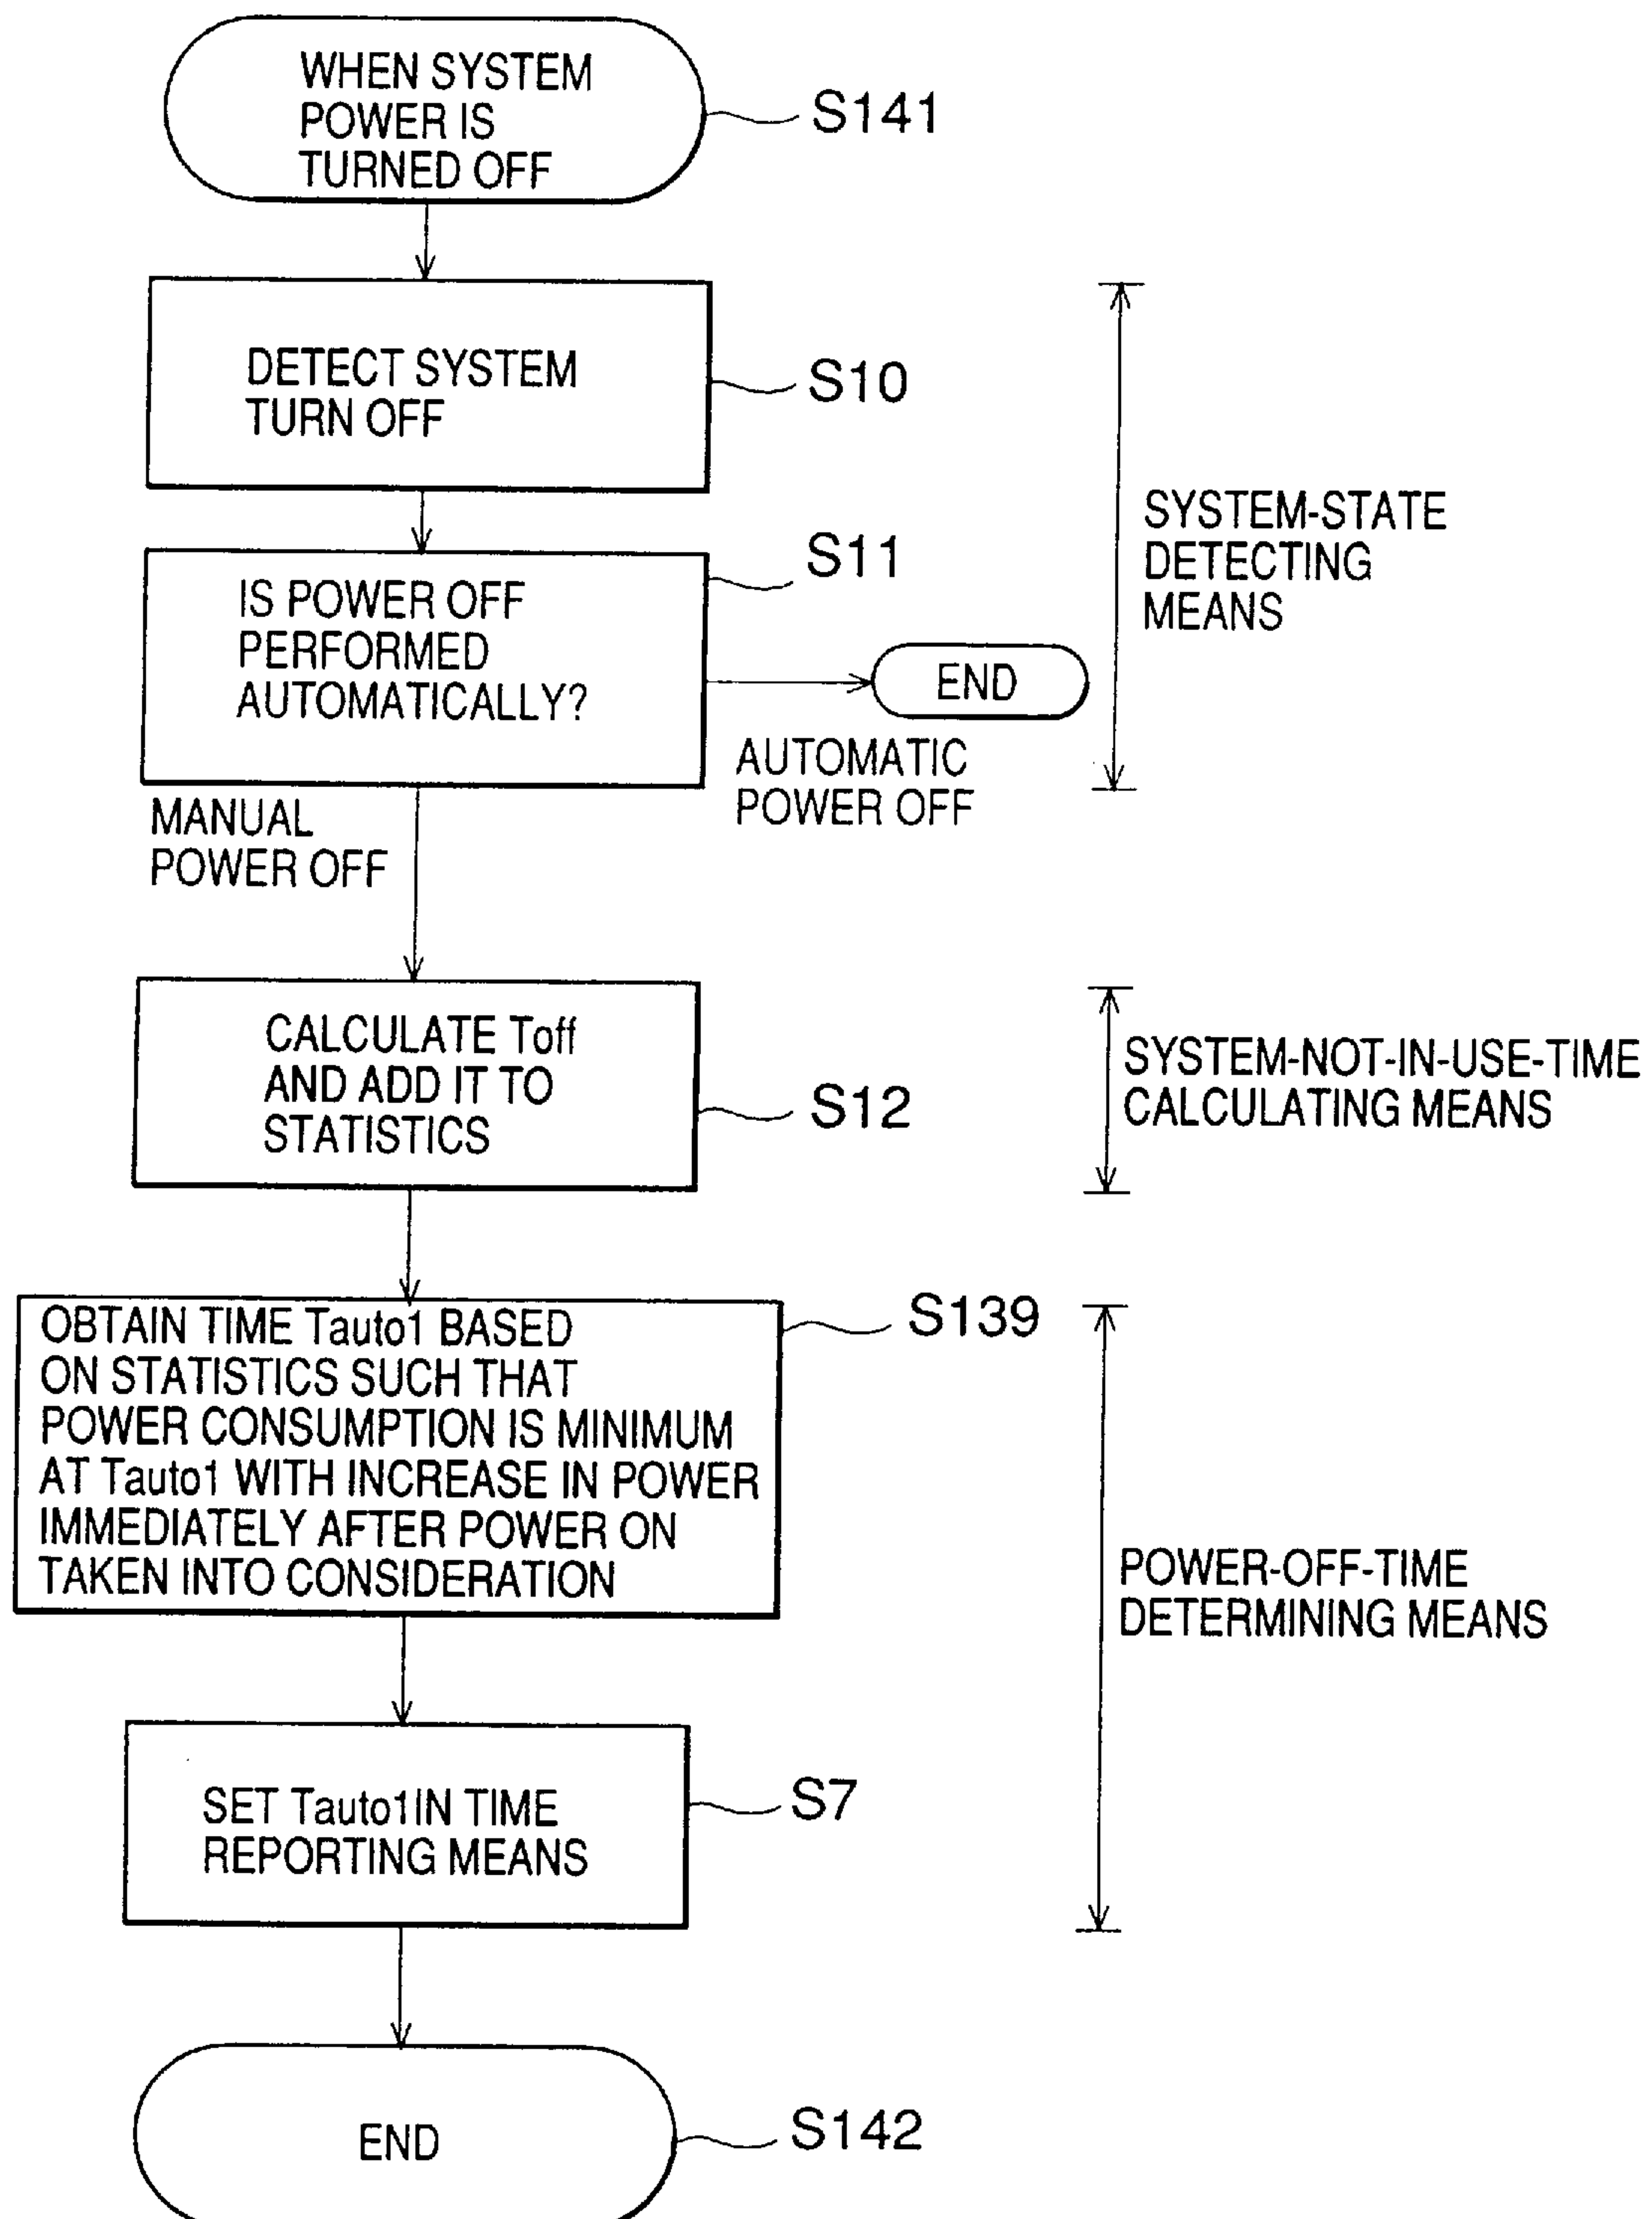 WHEN SYSTEM
POWER IS
TURNED OFF
S141
DETECT SYSTEM
TURN OFF
S10
SYSTEM-STATE
DETECTING
MEANS
S11
IS POWER OFF
PERFORMED
AUTOMATICALLY?
END
AUTOMATIC
POWER OFF
MANUAL
POWER OFF
CALCULATE Toff
AND ADD IT TO
STATISTICS
S12
SYSTEM-NOT-IN-USE-TIME
CALCULATING MEANS
OBTAIN TIME Tauto1 BASED
ON STATISTICS SUCH THAT
POWER CONSUMPTION IS MINIMUM
AT Tauto1 WITH INCREASE IN POWER
IMMEDIATELY AFTER POWER ON
TAKEN INTO CONSIDERATION
S139
POWER-OFF-TIME
DETERMINING MEANS
SET Tauto1IN TIME
REPORTING MEANS
S7
END
S142